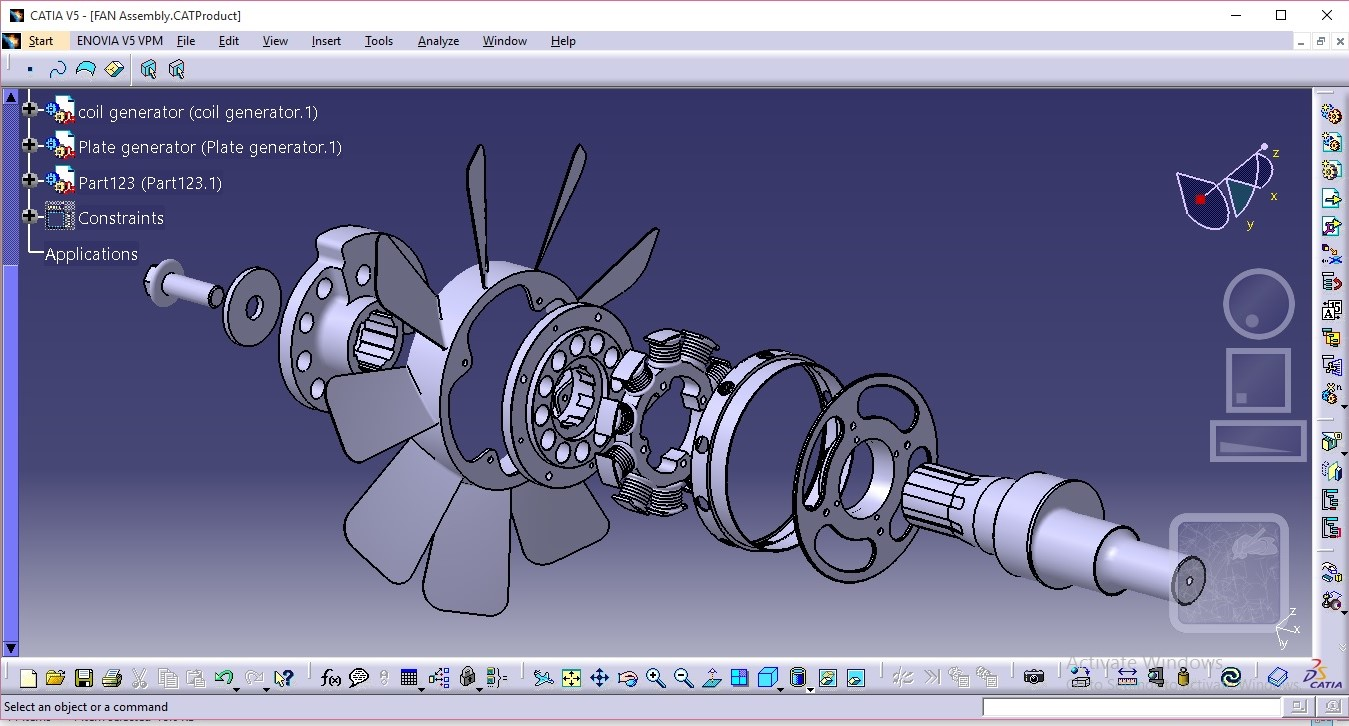 CATIA V5 - [FAN Assembly.CATProduct]
Start ENOVIA V5 VPM File Edit View Insert Tools Analyze Window Help
coil generator (coil generator.1)
Plate generator (Plate generator.1)
Part123 (Part123.1)
Constraints
Applications
z
x
y
z
x
y
f(x)
Activate Windows
CATIA
Select an object or a command